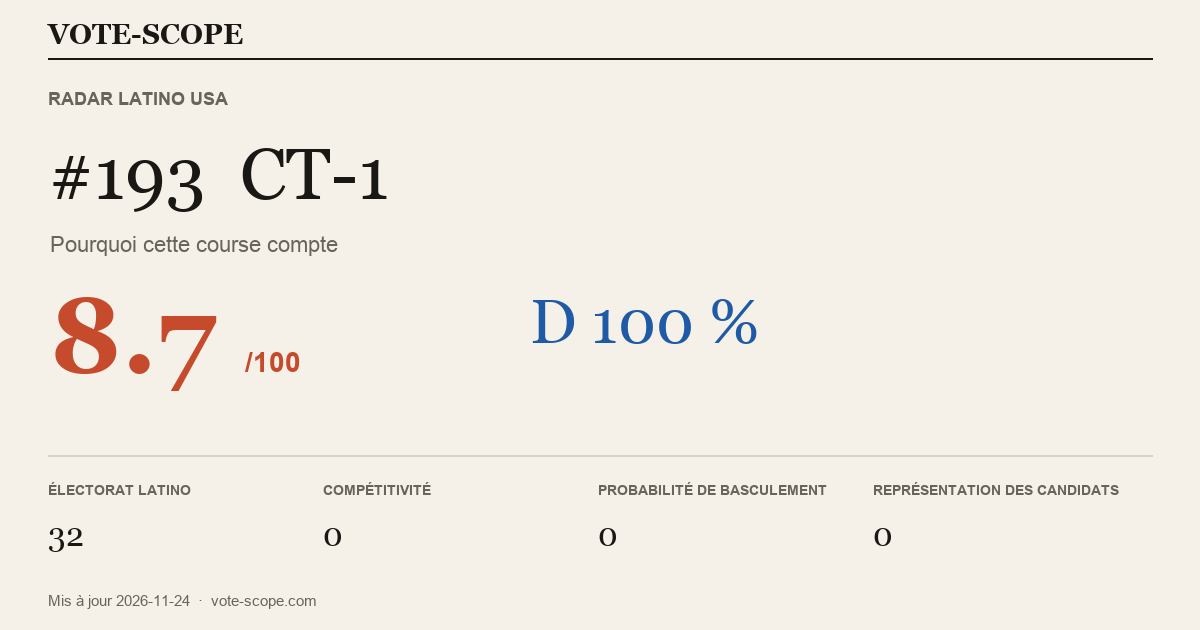 VOTE-SCOPE
RADAR LATINO USA
#193 CT-1
Pourquoi cette course compte
8.7 /100
D 100 %
ÉLECTORAT LATINO
32
COMPÉTITIVITÉ
0
PROBABILITÉ DE BASCULEMENT
0
REPRÉSENTATION DES CANDIDATS
0
Mis à jour 2026-11-24 · vote-scope.com